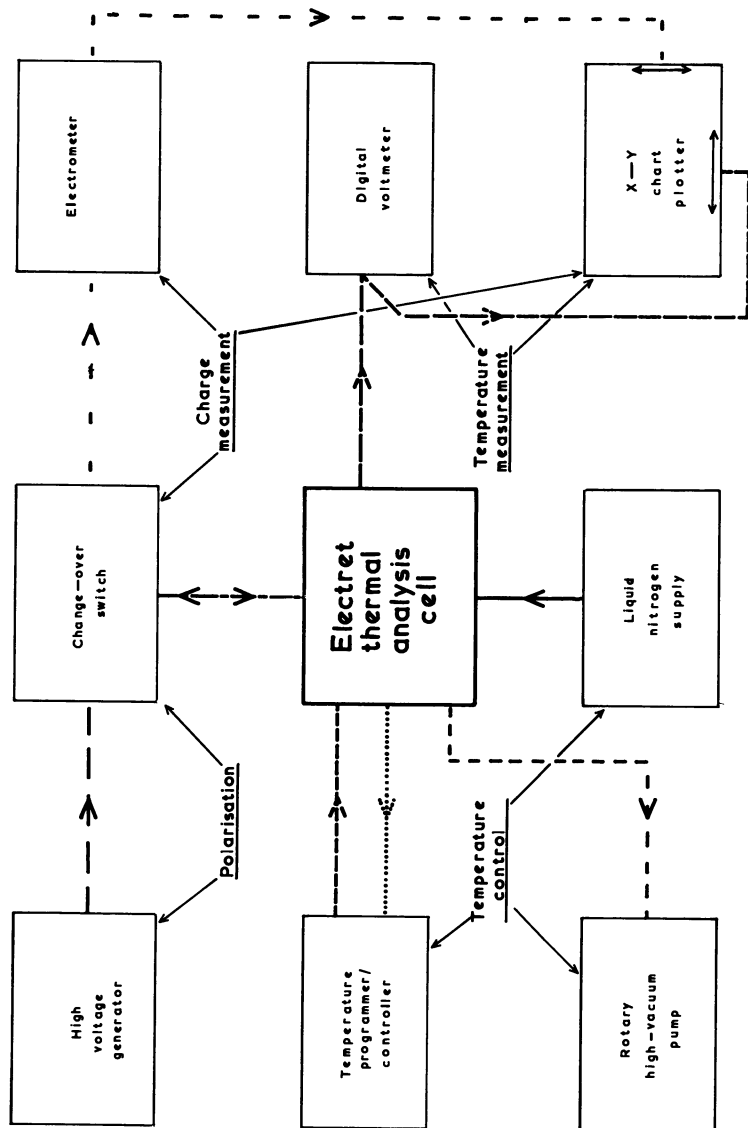 High
voltage
generator
Change—over
switch
Electrometer
Polarisation
Charge
measurement
Temperature
programmer/
controller
Electret
thermal
analysis
cell
Digital
voltmeter
Temperature
control
Temperature
measurement
Rotary
high—vacuum
pump
Liquid
nitrogen
supply
X—Y
chart
plotter